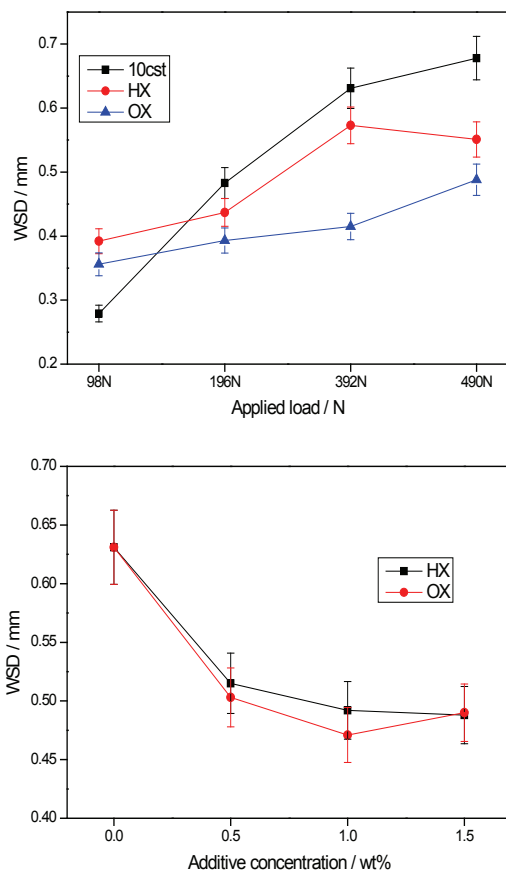 0.7
0.6
0.5
0.4
0.3
0.2
WSD / mm
10cst
HX
OX
98N
196N
392N
490N
Applied load / N
0.70
0.65
0.60
0.55
0.50
0.45
0.40
WSD / mm
HX
OX
0.0
0.5
1.0
1.5
Additive concentration / wt%